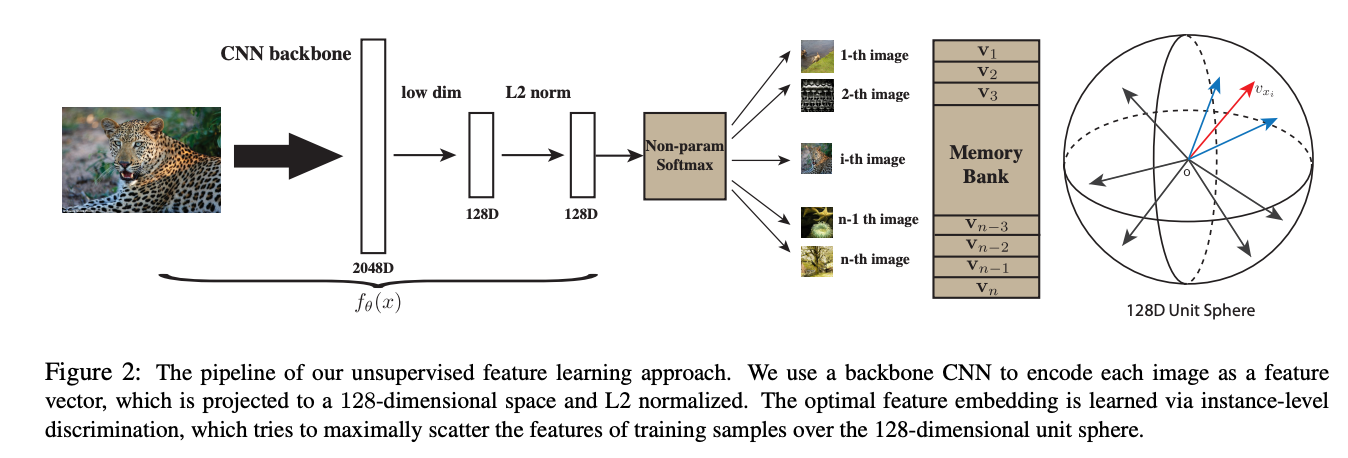 CNN backbone
low dim
L2 norm
128D
128D
2048D
fθ(x)
Non-param
Softmax
1-th image
2-th image
i-th image
n-1 th image
n-th image
v1
v2
v3
Memory
Bank
vn−3
vn−2
vn−1
vn
vxi
o
128D Unit Sphere
Figure 2: The pipeline of our unsupervised feature learning approach. We use a backbone CNN to encode each image as a feature
vector, which is projected to a 128-dimensional space and L2 normalized. The optimal feature embedding is learned via instance-level
discrimination, which tries to maximally scatter the features of training samples over the 128-dimensional unit sphere.